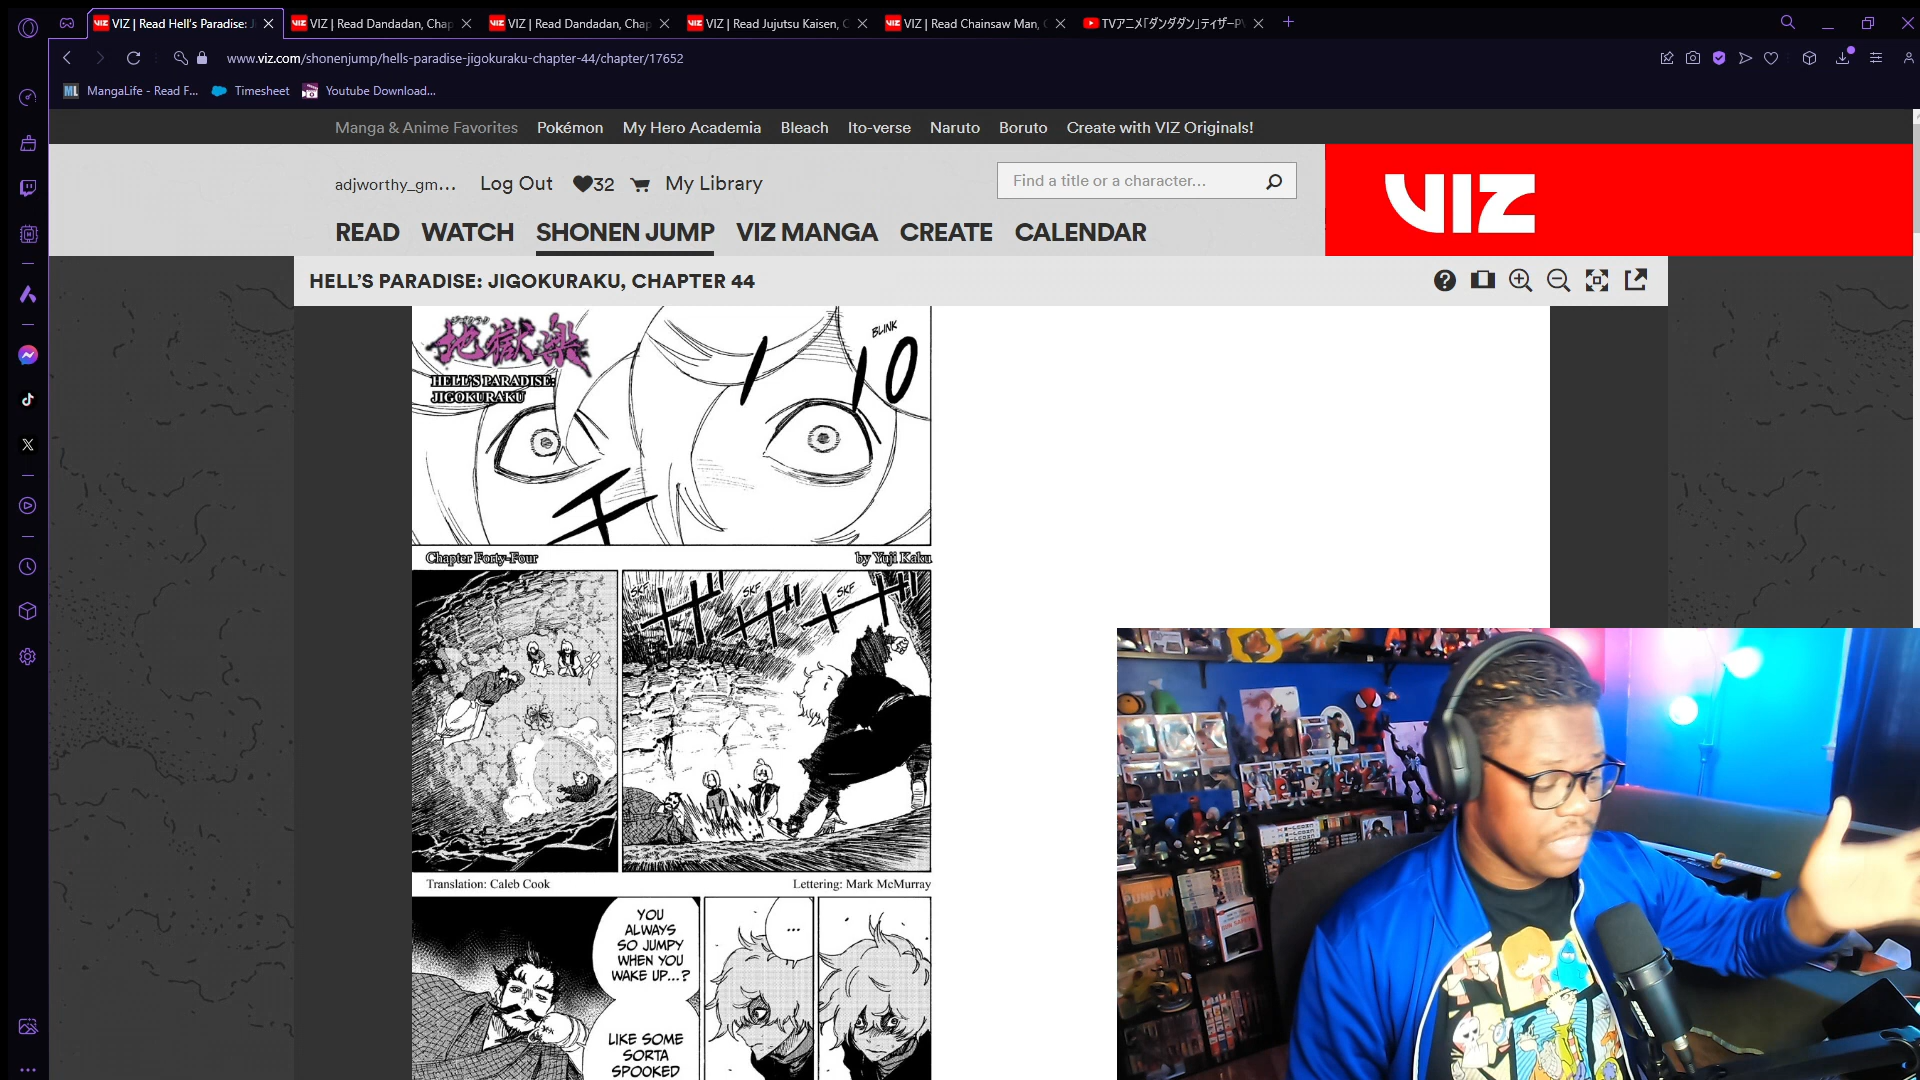 VIZ | Read Hell's Paradise: J
VIZ | Read Dandadan, Chap
VIZ | Read Dandadan, Chap
VIZ | Read Jujutsu Kaisen, C
VIZ | Read Chainsaw Man,
TVアニメ「ダンダダン」ティザーPV
www.viz.com/shonenjump/hells-paradise-jigokuraku-chapter-44/chapter/17652
MangaLife - Read F...
Timesheet
Youtube Download...
Manga & Anime Favorites
Pokémon
My Hero Academia
Bleach
Ito-verse
Naruto
Boruto
Create with VIZ Originals!
adjworthy_gm...
Log Out
32
My Library
Find a title or a character...
VIZ
READ
WATCH
SHONEN JUMP
VIZ MANGA
CREATE
CALENDAR
HELL'S PARADISE: JIGOKURAKU, CHAPTER 44
地獄楽
HELL'S PARADISE:
JIGOKURAKU
BLINK
Chapter Forty-Four
by Yuji Kaku
SKF
SKF
SKF
Translation: Caleb Cook
Lettering: Mark McMurray
YOU
ALWAYS
SO JUMPY
WHEN YOU
WAKE UP...?
...
LIKE SOME
SORTA
SPOOKED